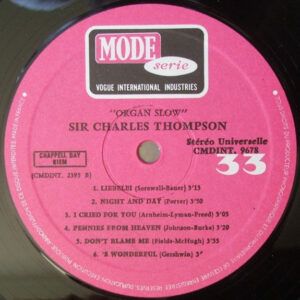 MODE
serie
VOGUE INTERNATIONAL INDUSTRIES
"ORGAN SLOW"
SIR CHARLES THOMPSON
CHAPPELL DAY
BIEM
Stéréo Universelle
CMDINT. 9678
(CMDINT. 2395 B)
33
1. LIEBELEI (Sorawall-Bauer) 3'15
2. NIGHT AND DAY (Porter) 3'50
3. I CRIED FOR YOU (Arnheim-Lyman-Freed) 3'05
4. PENNIES FROM HEAVEN (Johnson-Burke) 3'20
5. DON'T BLAME ME (Fields-McHugh) 3'35
6. 'S WONDERFUL (Gershwin) 3"